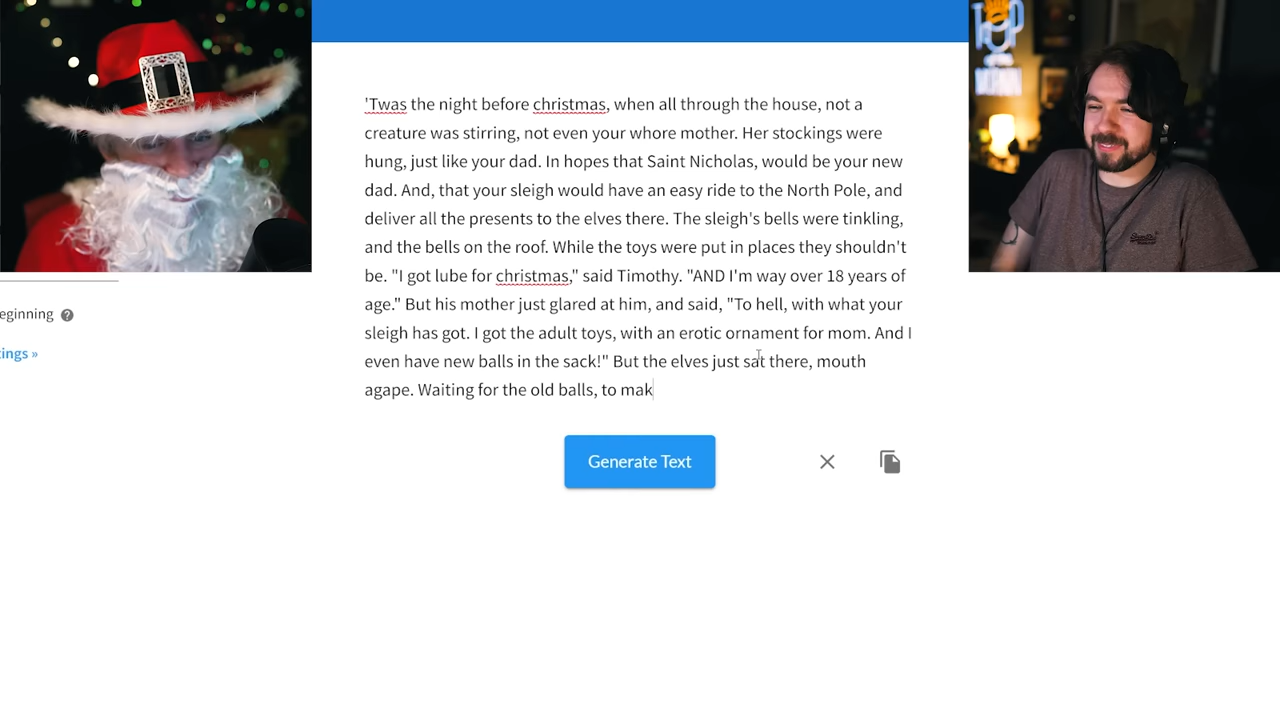 'Twas the night before christmas, when all through the house, not a
creature was stirring, not even your whore mother. Her stockings were
hung, just like your dad. In hopes that Saint Nicholas, would be your new
dad. And, that your sleigh would have an easy ride to the North Pole, and
deliver all the presents to the elves there. The sleigh's bells were tinkling,
and the bells on the roof. While the toys were put in places they shouldn't
be. "I got lube for christmas," said Timothy. "AND I'm way over 18 years of
age." But his mother just glared at him, and said, "To hell, with what your
sleigh has got. I got the adult toys, with an erotic ornament for mom. And I
even have new balls in the sack!" But the elves just sat there, mouth
agape. Waiting for the old balls, to mak
eginning
tings »
Generate Text
TOP